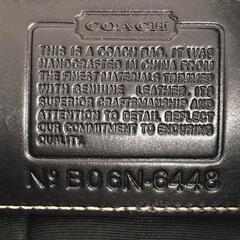 COACH
THIS IS A COACH BAG. IT WAS
HANDCRAFTED IN CHINA FROM
THE FINEST MATERIALS TRIMMED
WITH GENUINE LEATHER. ITS
SUPERIOR CRAFTSMANSHIP AND
ATTENTION TO DETAIL REFLECT
OUR COMMITMENT TO ENDURING
QUALITY.
Nº B06N-6448